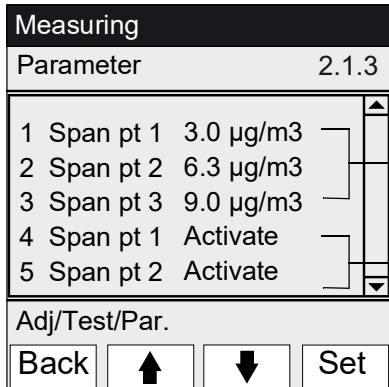 Measuring
Parameter 2.1.3
1 Span pt 1 3.0 µg/m3
2 Span pt 2 6.3 µg/m3
3 Span pt 3 9.0 µg/m3
4 Span pt 1 Activate
5 Span pt 2 Activate
Adj/Test/Par.
Back Set